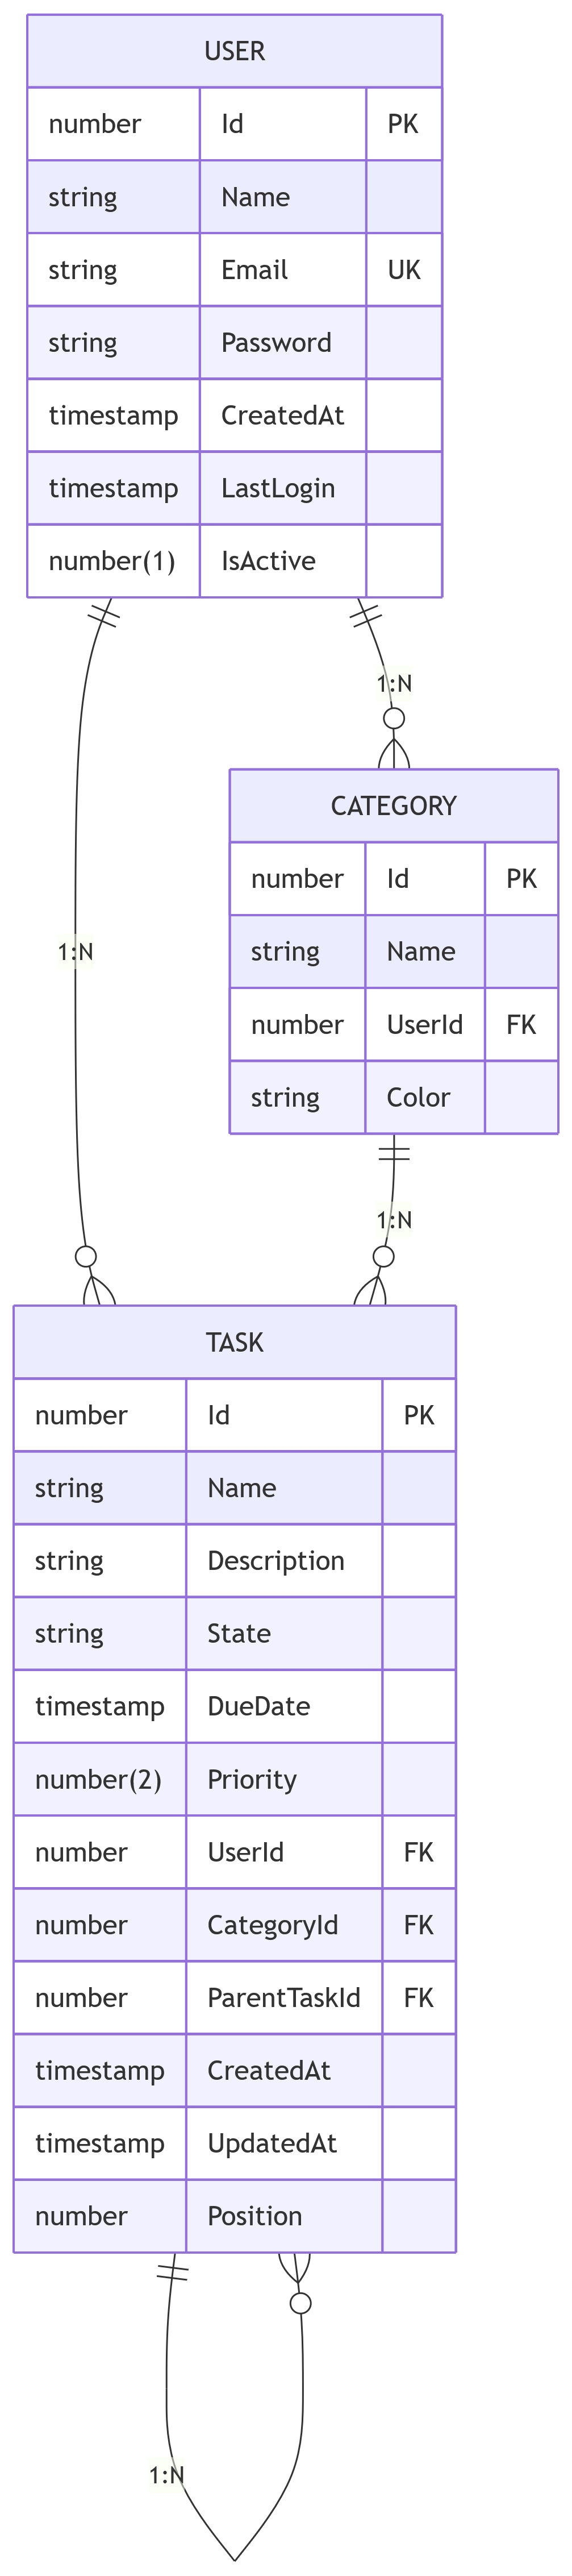 USER
number Id PK
string Name
string Email UK
string Password
timestamp CreatedAt
timestamp LastLogin
number(1) IsActive
1:N
CATEGORY
number Id PK
string Name
number UserId FK
string Color
1:N
1:N
TASK
number Id PK
string Name
string Description
string State
timestamp DueDate
number(2) Priority
number UserId FK
number CategoryId FK
number ParentTaskId FK
timestamp CreatedAt
timestamp UpdatedAt
number Position
1:N